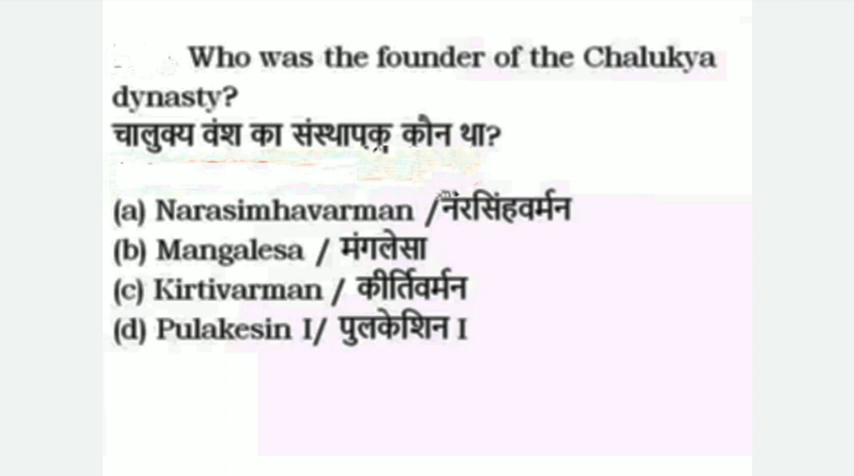 Who was the founder of the Chalukya
dynasty?
चालुक्य वंश का संस्थापक कौन था?
(a) Narasimhavarman / नरसिंहवर्मन
(b) Mangalesa / मंगलेसा
(c) Kirtivarman / कीर्तिवर्मन
(d) Pulakesin I/ पुलकेशिन I